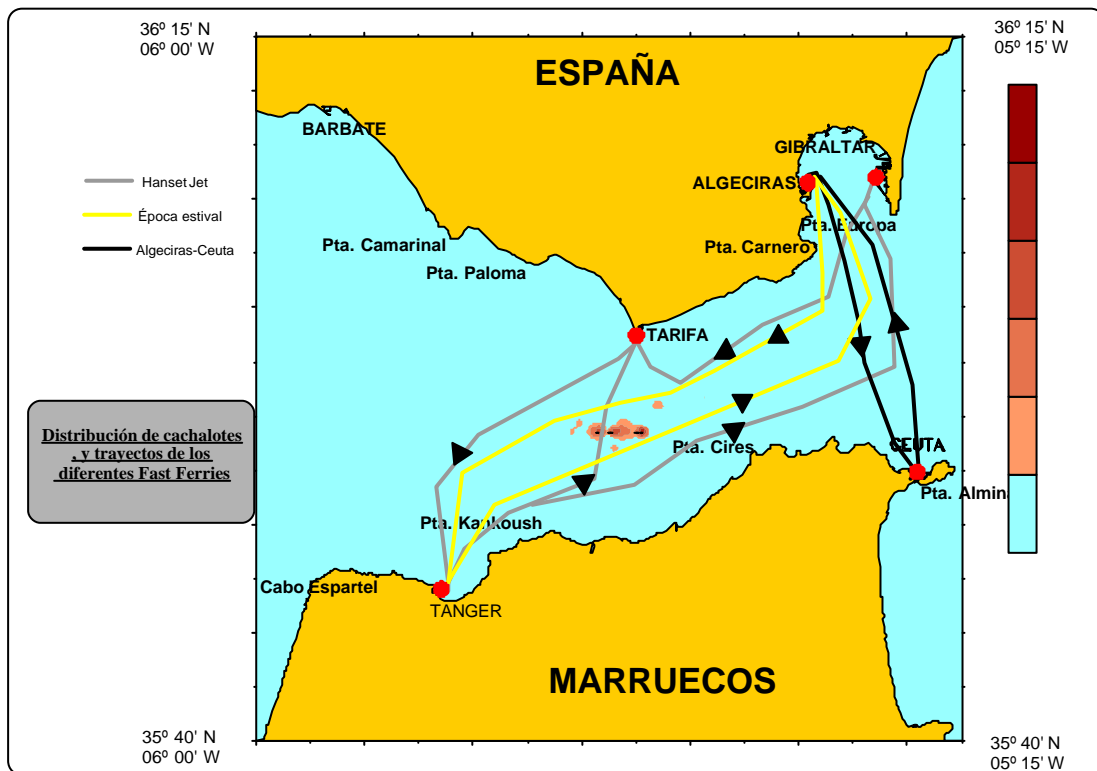 36º 15' N
06º 00' W
36º 15' N
05º 15' W
ESPAÑA
BARBATE
GIBRALTAR
ALGECIRAS
Hanset Jet
Época estival
Algeciras-Ceuta
Pta. Europa
Pta. Camarinal
Pta. Carnero
Pta. Paloma
TARIFA
Distribución de cachalotes
, y trayectos de los
diferentes Fast Ferries
Pta. Cires
CEUTA
Pta. Almina
Pta. Kankoush
Cabo Espartel
TANGER
MARRUECOS
35º 40' N
06º 00' W
35º 40' N
05º 15' W